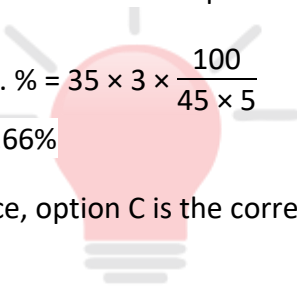 . % = 35 × 3 × 100 / 45 × 5
66%
ce, option C is the corre